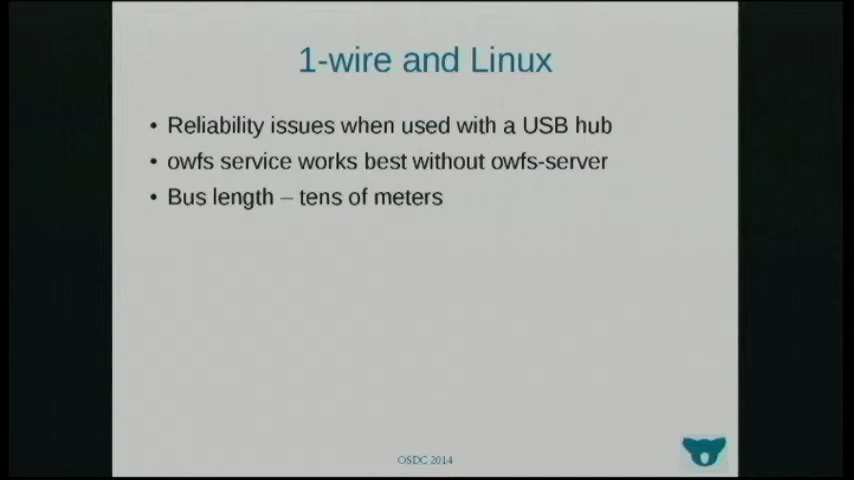 1-wire and Linux
• Reliability issues when used with a USB hub
• owfs service works best without owfs-server
• Bus length – tens of meters
OSDC 2014